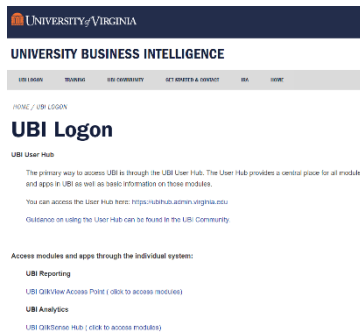 UNIVERSITY of VIRGINIA
UNIVERSITY BUSINESS INTELLIGENCE
UBI LOGON TRAINING UBI COMMUNITY GET STARTED & CONTACT IRA HOME
HOME / UBI LOGON
UBI Logon
UBI User Hub
The primary way to access UBI is through the UBI User Hub. The User Hub provides a central place for all module
and apps in UBI as well as basic information on those modules.
You can access the User Hub here: https://ubihub.admin.virginia.edu
Guidance on using the User Hub can be found in the UBI Community
Access modules and apps through the individual system:
UBI Reporting
UBI QlikView Access Point ( click to access modules)
UBI Analytics
UBI QlikSense Hub ( click to access modules)